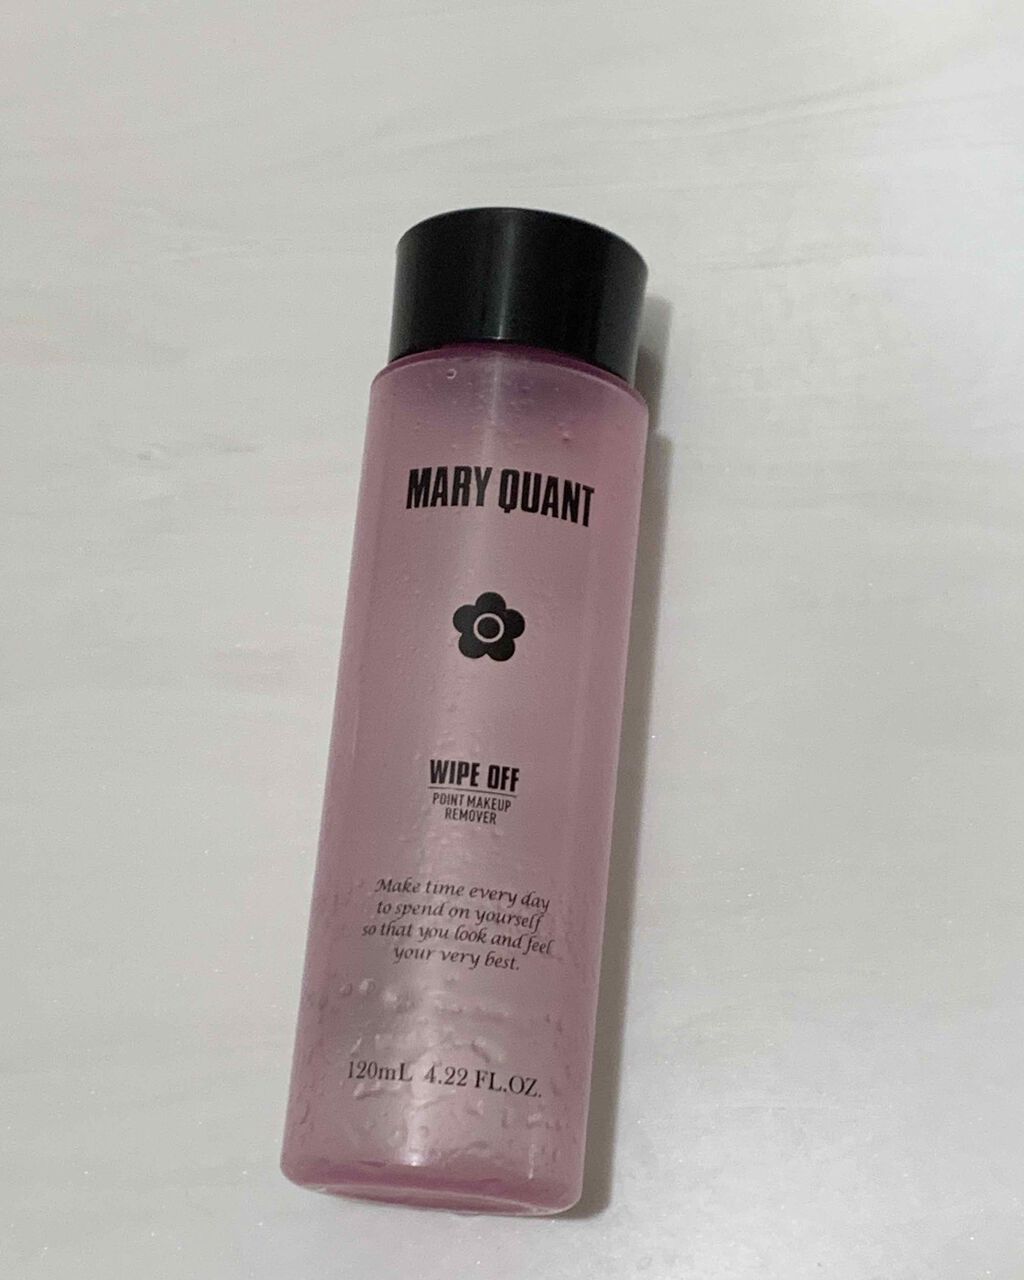 MARY QUANT
WIPE OFF
POINT MAKEUP
REMOVER
Make time every day
to spend on yourself
so that you look and feel
your very best.
120mL 4.22 FL.OZ.